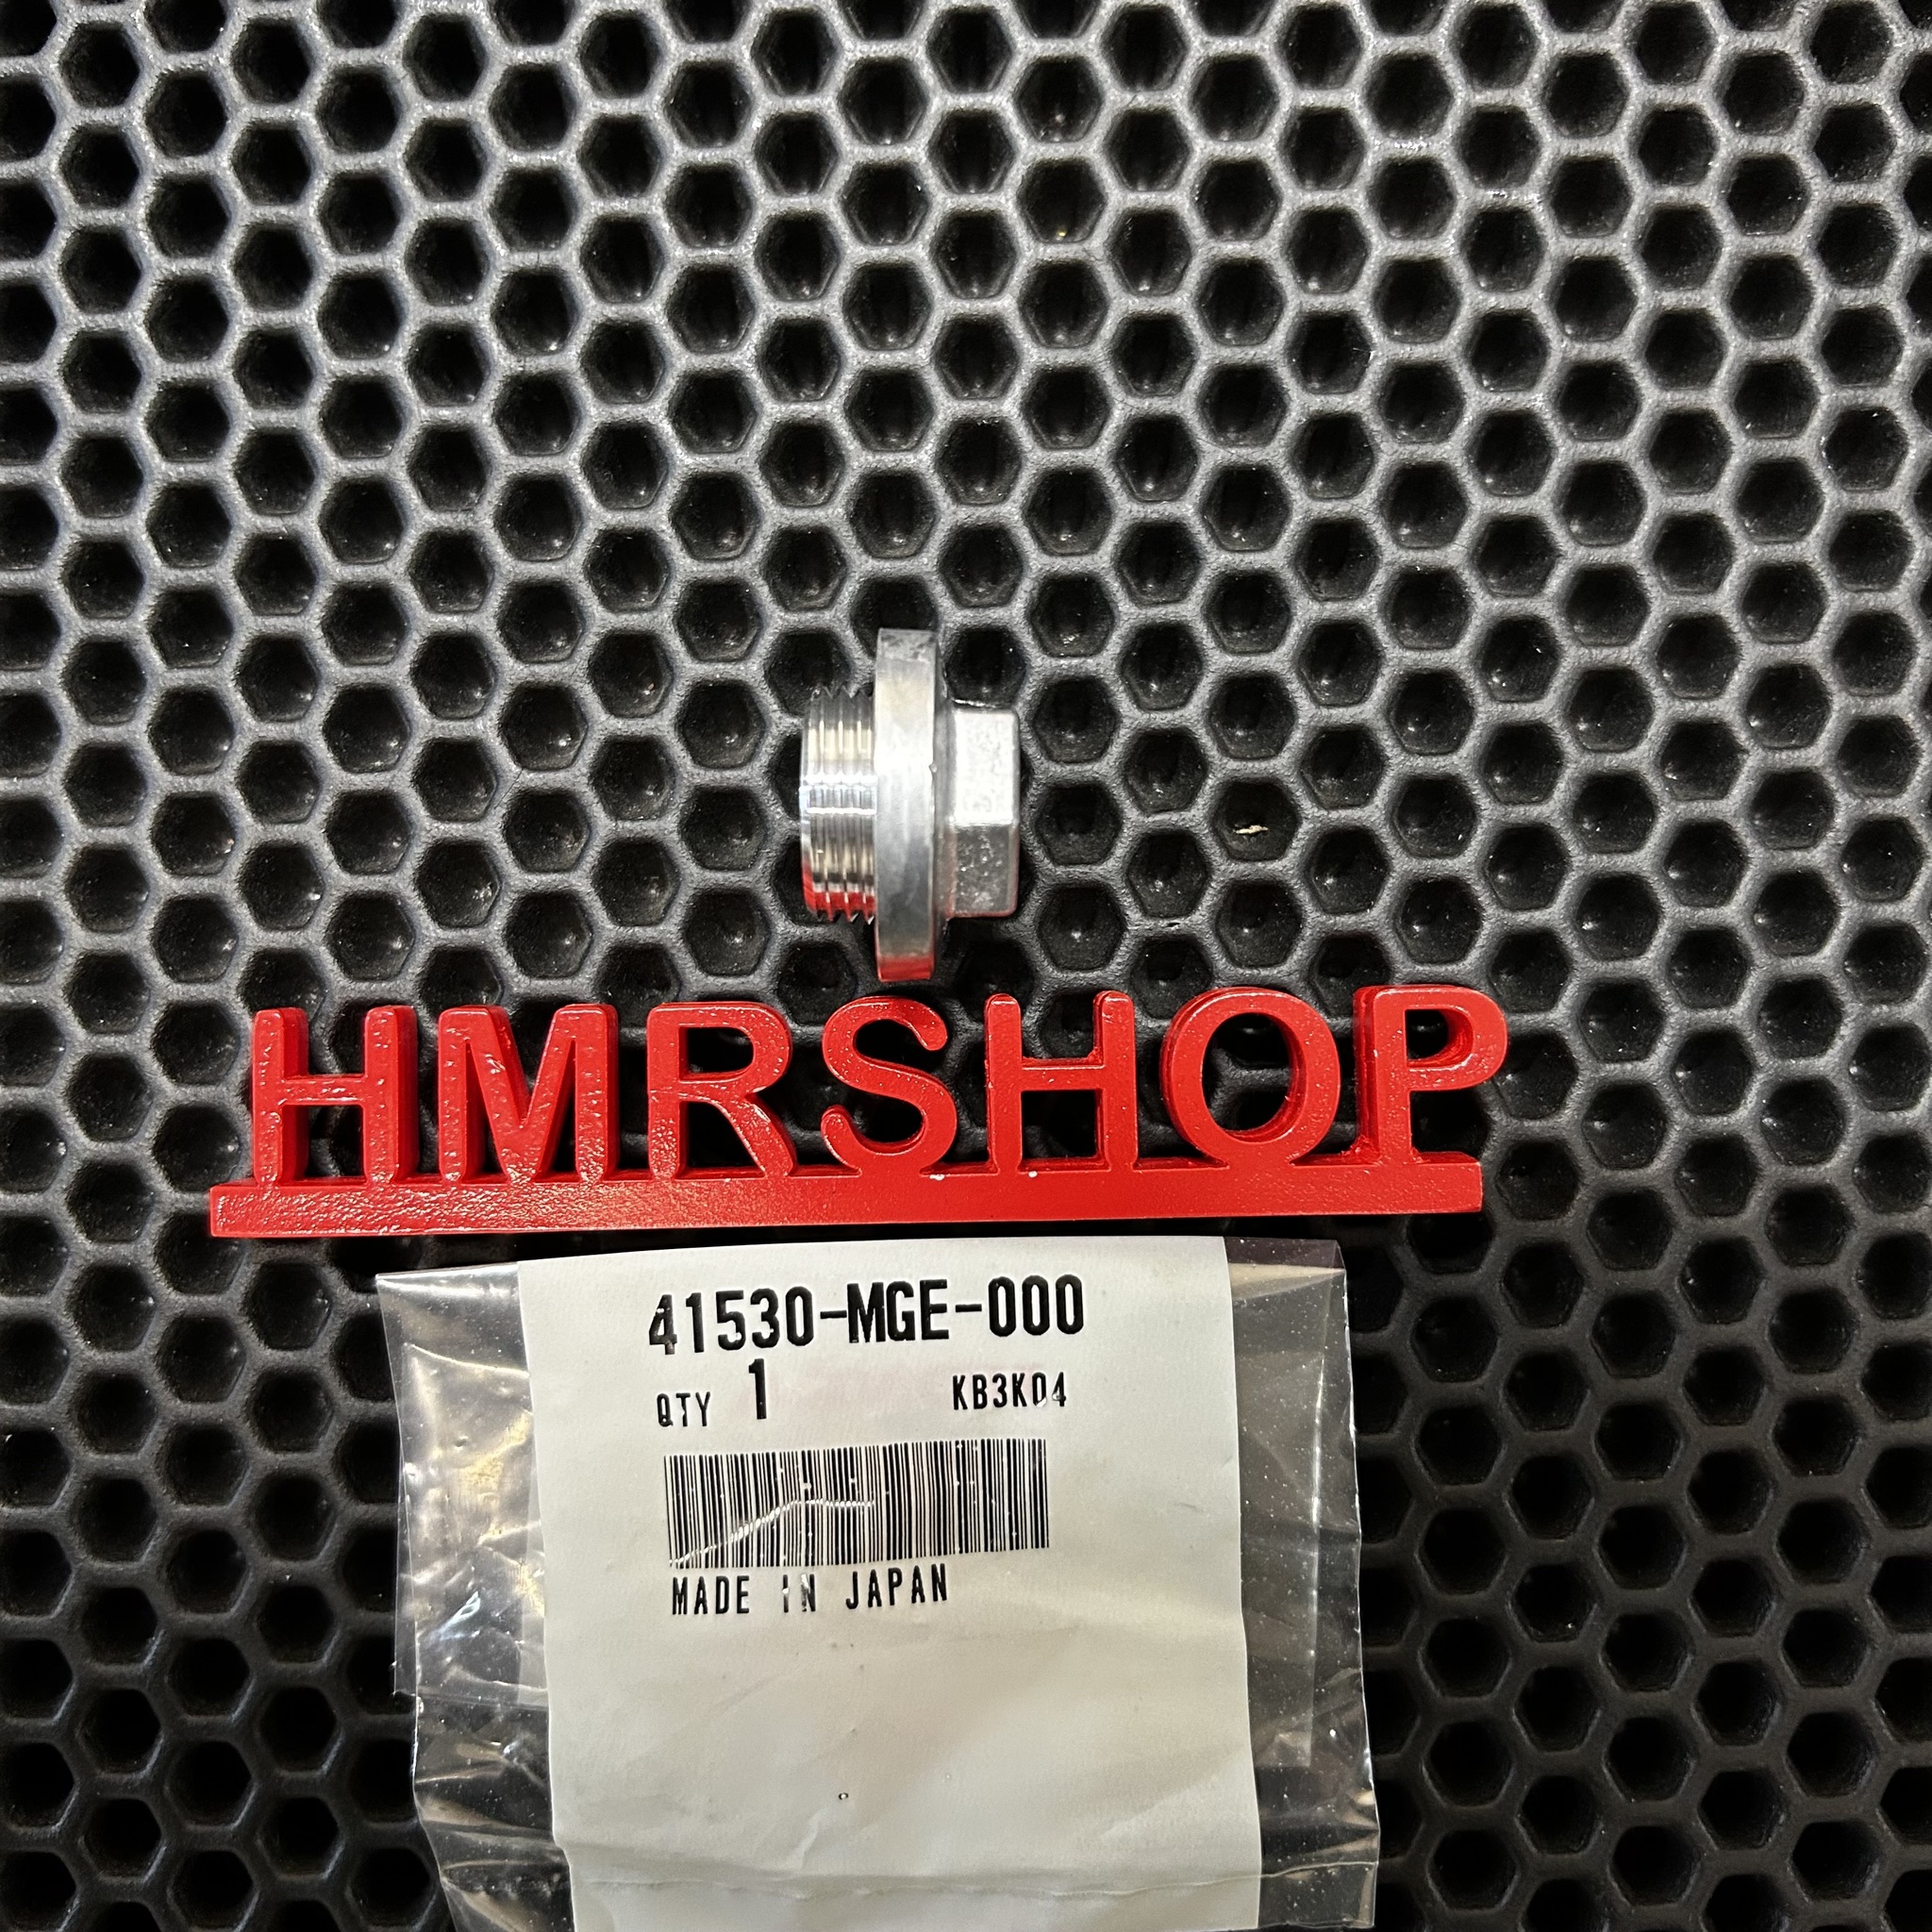 HMRSHOP
41530-MGE-000
QTY 1 KB3K04
MADE IN JAPAN